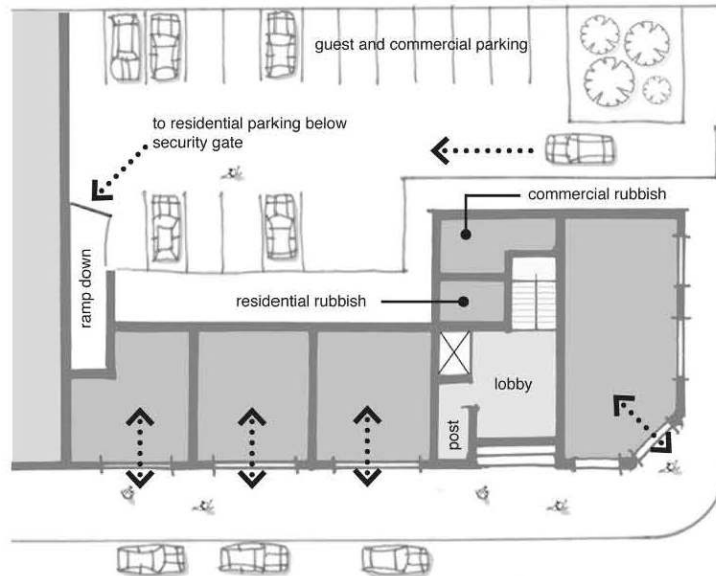 guest and commercial parking
to residential parking below
security gate
commercial rubbish
ramp down
residential rubbish
lobby
post